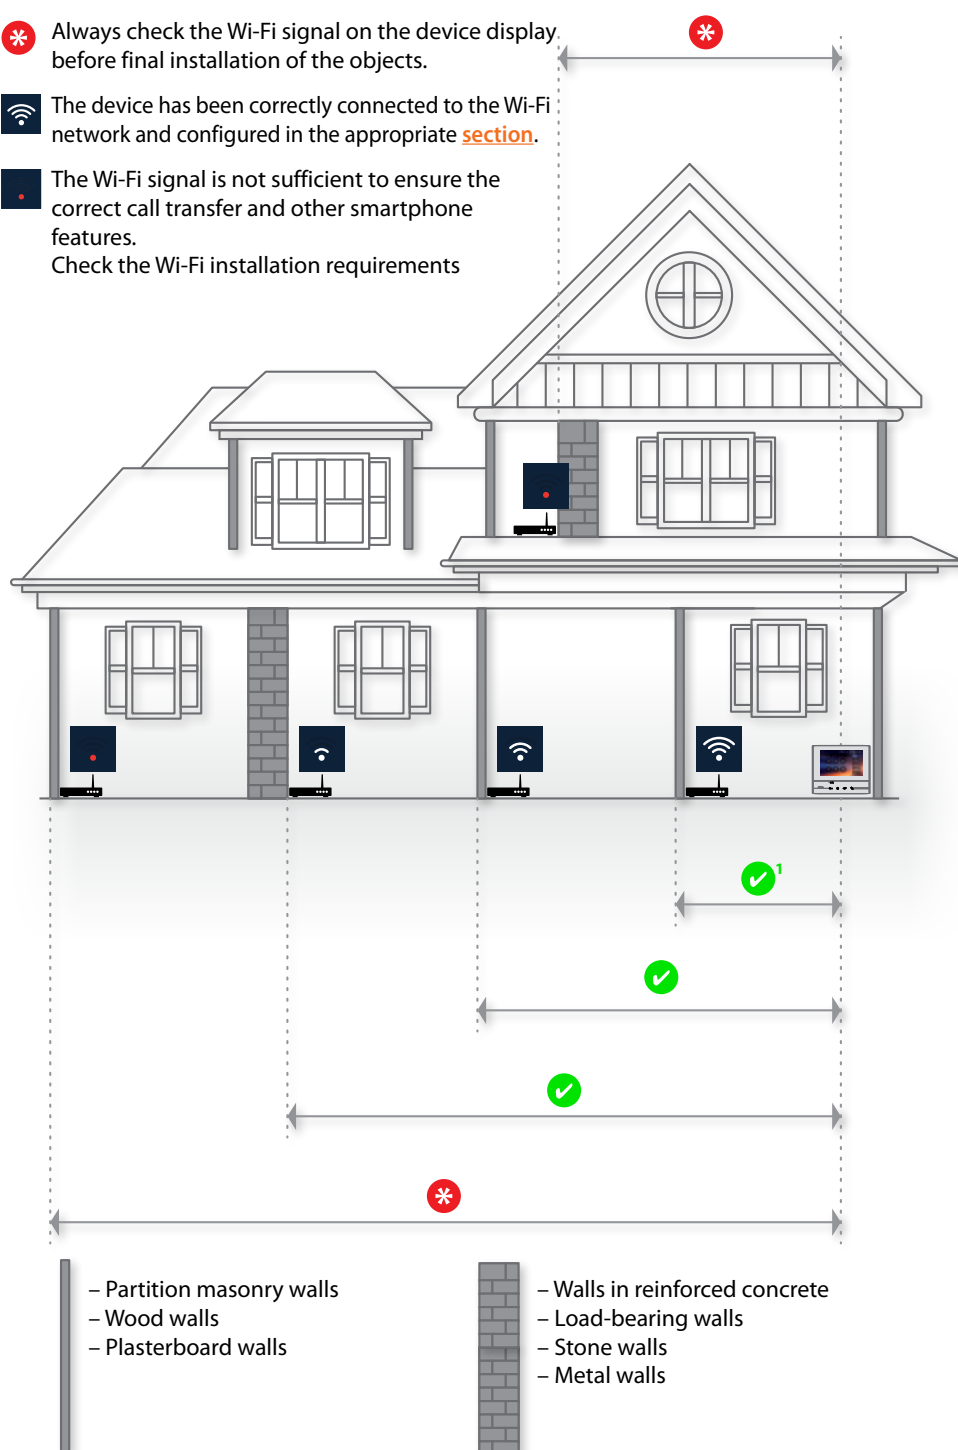 Always check the Wi-Fi signal on the device display
before final installation of the objects.
The device has been correctly connected to the Wi-Fi
network and configured in the appropriate section.
The Wi-Fi signal is not sufficient to ensure the
correct call transfer and other smartphone
features.
Check the Wi-Fi installation requirements
1
– Partition masonry walls
– Wood walls
– Plasterboard walls
– Walls in reinforced concrete
– Load-bearing walls
– Stone walls
– Metal walls